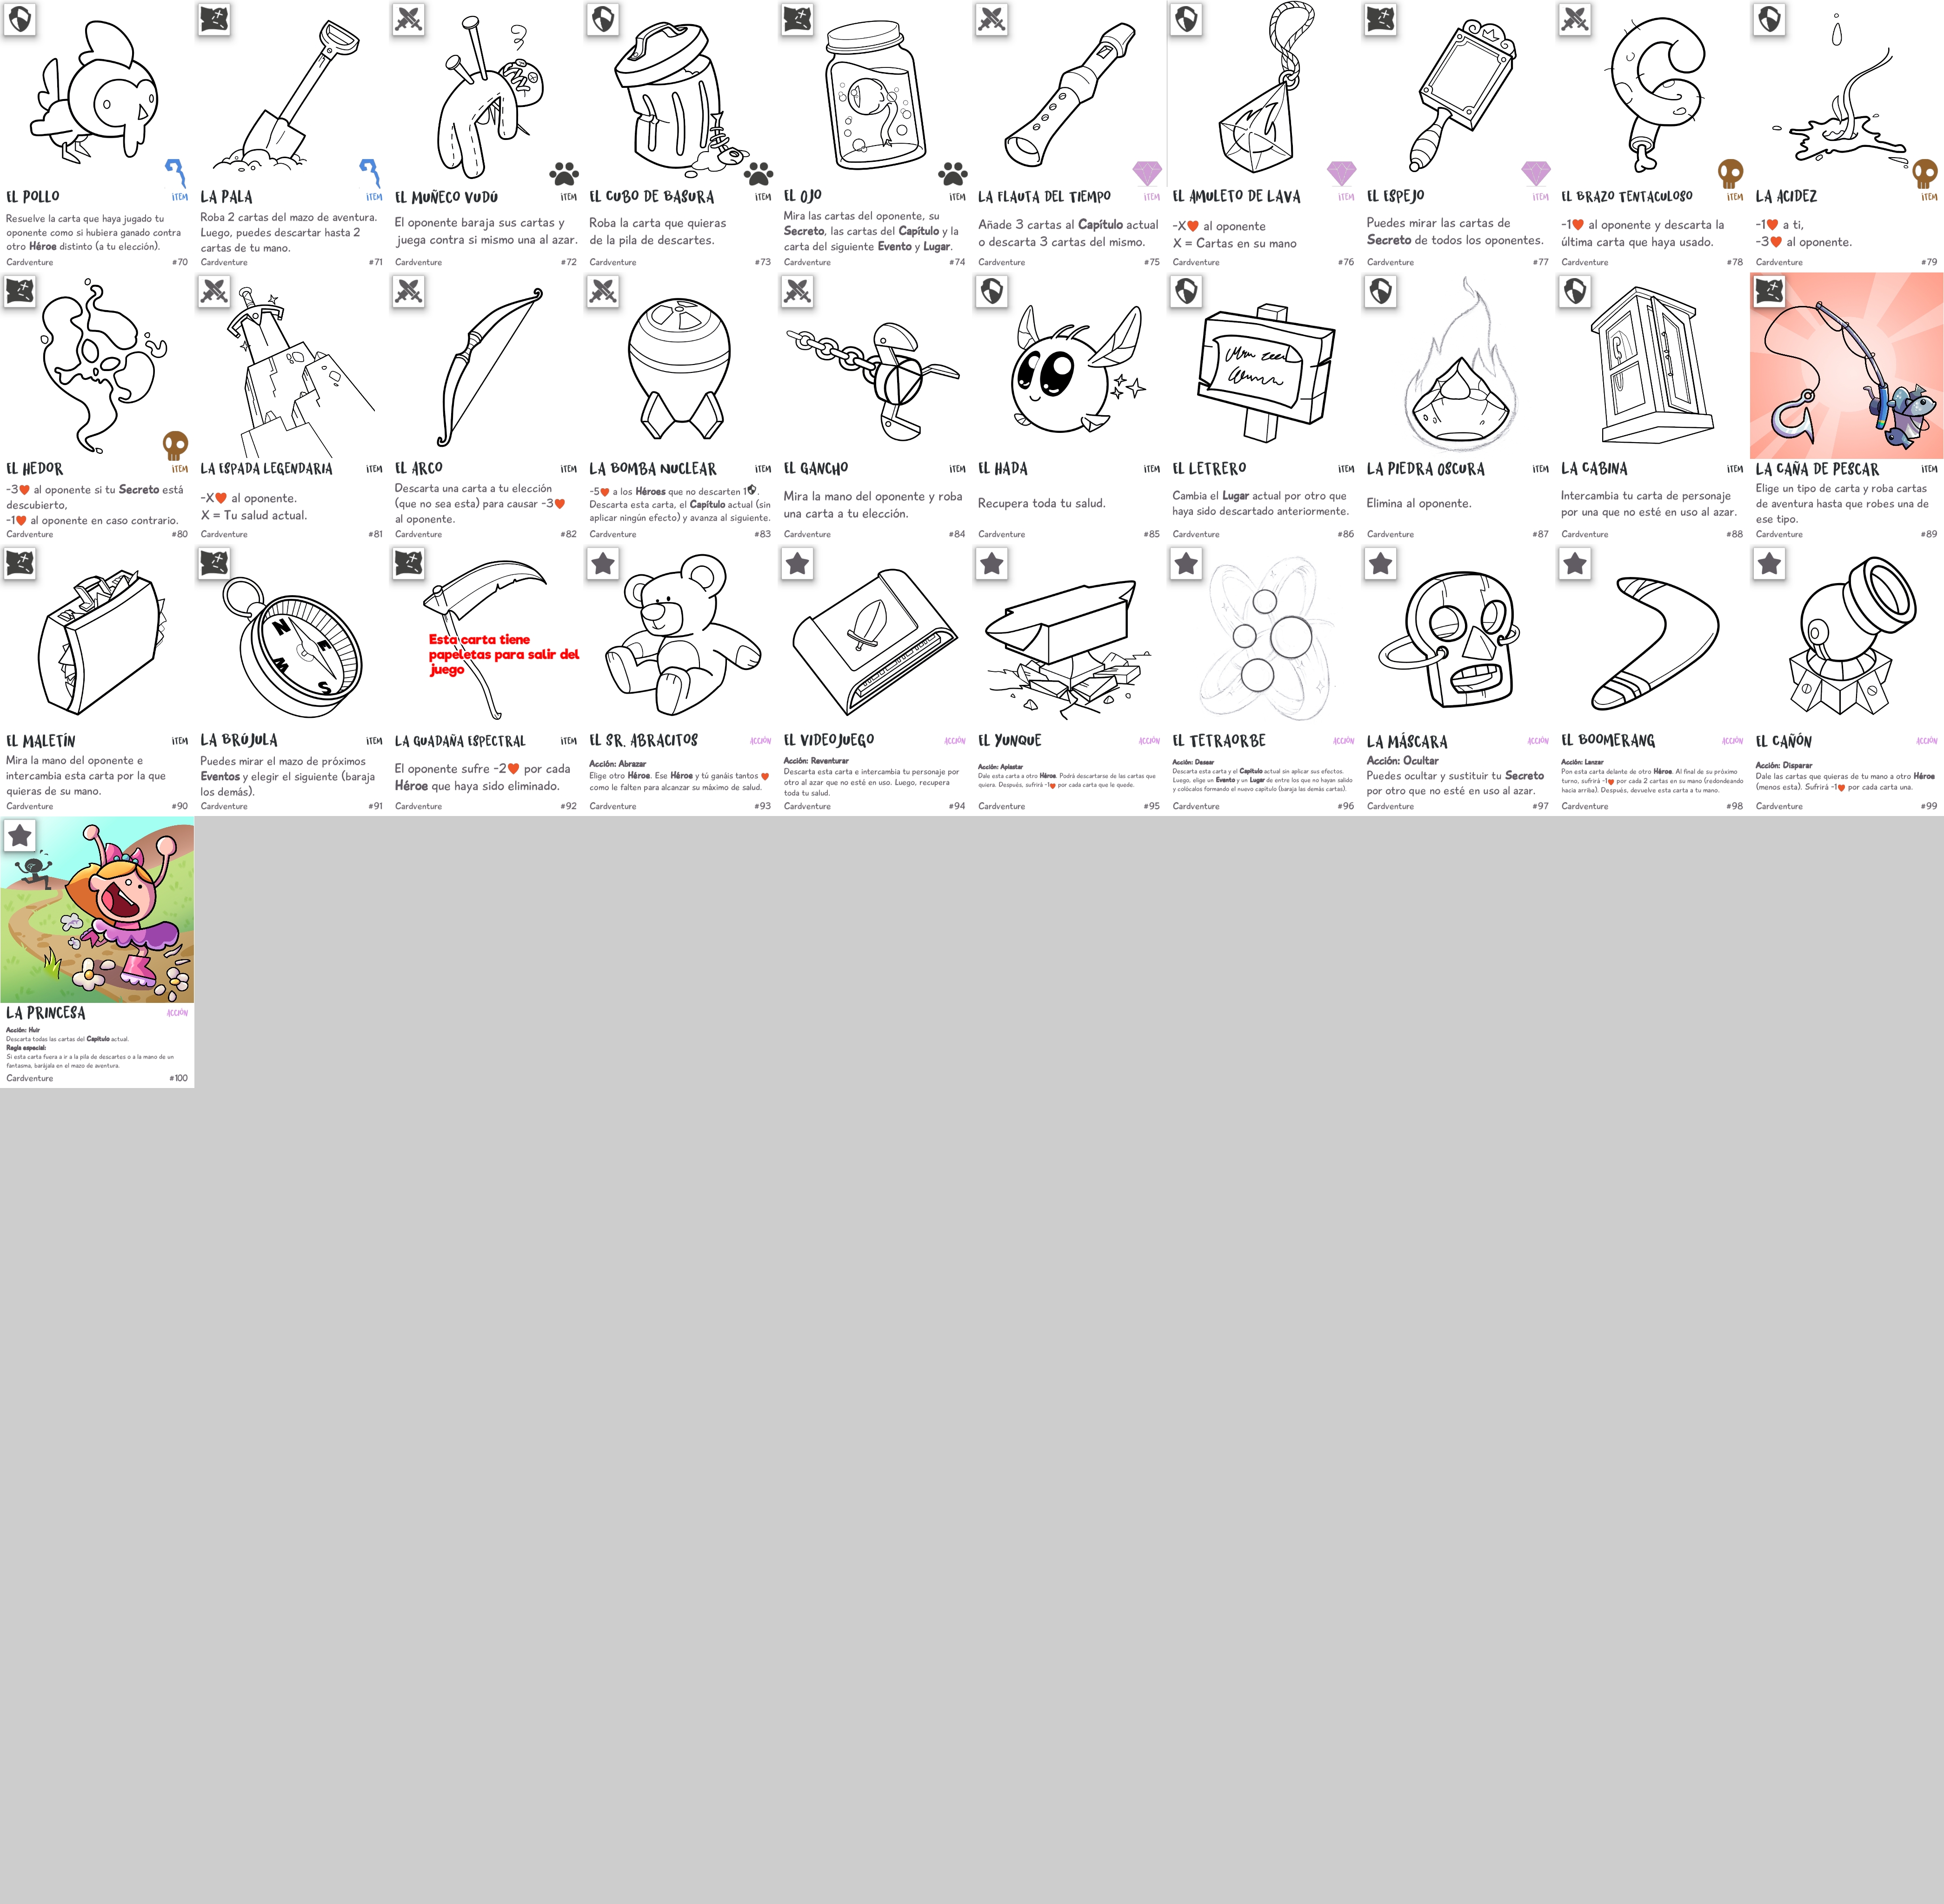 EL POLLO
ITEM
Resuelve la carta que haya jugado tu
oponente como si hubiera ganado contra
otro Héroe distinto (a tu elección).
Cardventure #70
LA PALA
ITEM
Roba 2 cartas del mazo de aventura.
Luego, puedes descartar hasta 2
cartas de tu mano.
Cardventure #71
EL MUÑECO VUDÚ
ITEM
El oponente baraja sus cartas y
juega contra si mismo una al azar.
Cardventure #72
EL CUBO DE BASURA
ITEM
Roba la carta que quieras
de la pila de descartes.
Cardventure #73
EL OJO
ITEM
Mira las cartas del oponente, su
Secreto, las cartas del Capítulo y la
carta del siguiente Evento y Lugar.
Cardventure #74
LA FLAUTA DEL TIEMPO
ITEM
Añade 3 cartas al Capítulo actual
o descarta 3 cartas del mismo.
Cardventure #75
EL AMULETO DE LAVA
ITEM
-X❤ al oponente
X = Cartas en su mano
Cardventure #76
EL ESPEJO
ITEM
Puedes mirar las cartas de
Secreto de todos los oponentes.
Cardventure #77
EL BRAZO TENTACULOSO
ITEM
-1❤ al oponente y descarta la
última carta que haya usado.
Cardventure #78
LA ACIDEZ
ITEM
-1❤ a ti,
-3❤ al oponente.
Cardventure #79
EL HEDOR
ITEM
-3❤ al oponente si tu Secreto está
descubierto,
-1❤ al oponente en caso contrario.
Cardventure #80
LA ESPADA LEGENDARIA
ITEM
-X❤ al oponente.
X = Tu salud actual.
Cardventure #81
EL ARCO
ITEM
Descarta una carta a tu elección
(que no sea esta) para causar -3❤
al oponente.
Cardventure #82
LA BOMBA NUCLEAR
ITEM
-5❤ a los Héroes que no descarten 1.
Descarta esta carta, el Capítulo actual (sin
aplicar ningún efecto) y avanza al siguiente.
Cardventure #83
EL GANCHO
ITEM
Mira la mano del oponente y roba
una carta a tu elección.
Cardventure #84
EL HADA
ITEM
Recupera toda tu salud.
Cardventure #85
EL LETRERO
ITEM
Cambia el Lugar actual por otro que
haya sido descartado anteriormente.
Cardventure #86
LA PIEDRA OSCURA
ITEM
Elimina al oponente.
Cardventure #87
LA CABINA
ITEM
Intercambia tu carta de personaje
por una que no esté en uso al azar.
Cardventure #88
LA CAÑA DE PESCAR
ITEM
Elige un tipo de carta y roba cartas
de aventura hasta que robes una de
ese tipo.
Cardventure #89
EL MALETÍN
ITEM
Mira la mano del oponente e
intercambia esta carta por la que
quieras de su mano.
Cardventure #90
N
E
W
S
LA BRÚJULA
ITEM
Puedes mirar el mazo de próximos
Eventos y elegir el siguiente (baraja
los demás).
Cardventure #91
Esta carta tiene
papeletas para salir del
juego
LA GUADAÑA ESPECTRAL
ITEM
El oponente sufre -2❤ por cada
Héroe que haya sido eliminado.
Cardventure #92
EL SR. ABRACITOS
ACCIÓN
Acción: Abrazar
Elige otro Héroe. Ese Héroe y tú ganáis tantos ❤
como le falten para alcanzar su máximo de salud.
Cardventure #93
EL VIDEOJUEGO
ACCIÓN
Acción: Reventurar
Descarta esta carta e intercambia tu personaje por
otro al azar que no esté en uso. Luego, recupera
toda tu salud.
Cardventure #94
EL YUNQUE
ACCIÓN
Acción: Aplastar
Dale esta carta a otro Héroe. Podrá descartarse de las cartas que
quiera. Después, sufrirá -1❤ por cada carta que le quede.
Cardventure #95
EL TETRAORBE
ACCIÓN
Acción: Desear
Descarta esta carta y el Capítulo actual sin aplicar sus efectos.
Luego, elige un Evento y un Lugar de entre los que no hayan salido
y colócalos formando el nuevo capítulo (baraja las demás cartas).
Cardventure #96
LA MÁSCARA
ACCIÓN
Acción: Ocultar
Puedes ocultar y sustituir tu Secreto
por otro que no esté en uso al azar.
Cardventure #97
EL BOOMERANG
ACCIÓN
Acción: Lanzar
Pon esta carta delante de otro Héroe. Al final de su próximo
turno, sufrirá -1❤ por cada 2 cartas en su mano (redondeando
hacia arriba). Después, devuelve esta carta a tu mano.
Cardventure #98
EL CAÑÓN
ACCIÓN
Acción: Disparar
Dale las cartas que quieras de tu mano a otro Héroe
(menos esta). Sufrirá -1❤ por cada carta una.
Cardventure #99
LA PRINCESA
ACCIÓN
Acción: Huir
Descarta todas las cartas del Capítulo actual.
Regla especial:
Si esta carta fuera a ir a la pila de descartes o a la mano de un
fantasma, barájala en el mazo de aventura.
Cardventure #100